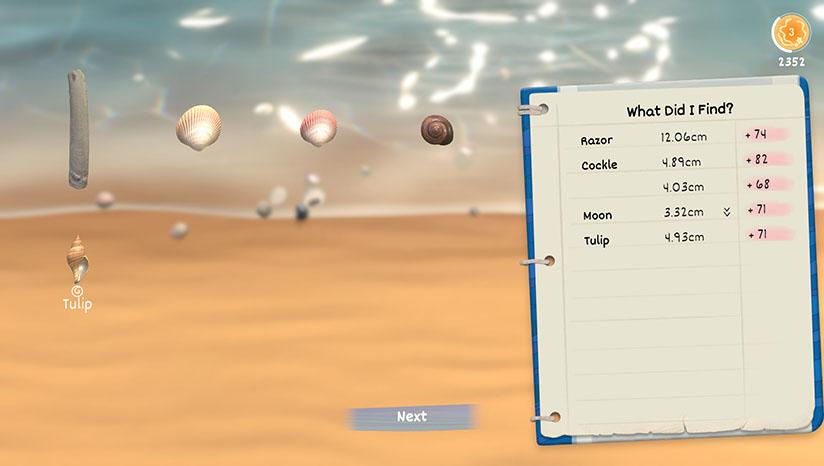 3
2352
What Did I Find?
Razor 12.06cm +74
Cockle 4.89cm +82
4.03cm +68
Moon 3.32cm +71
Tulip 4.93cm +71
Tulip
Next